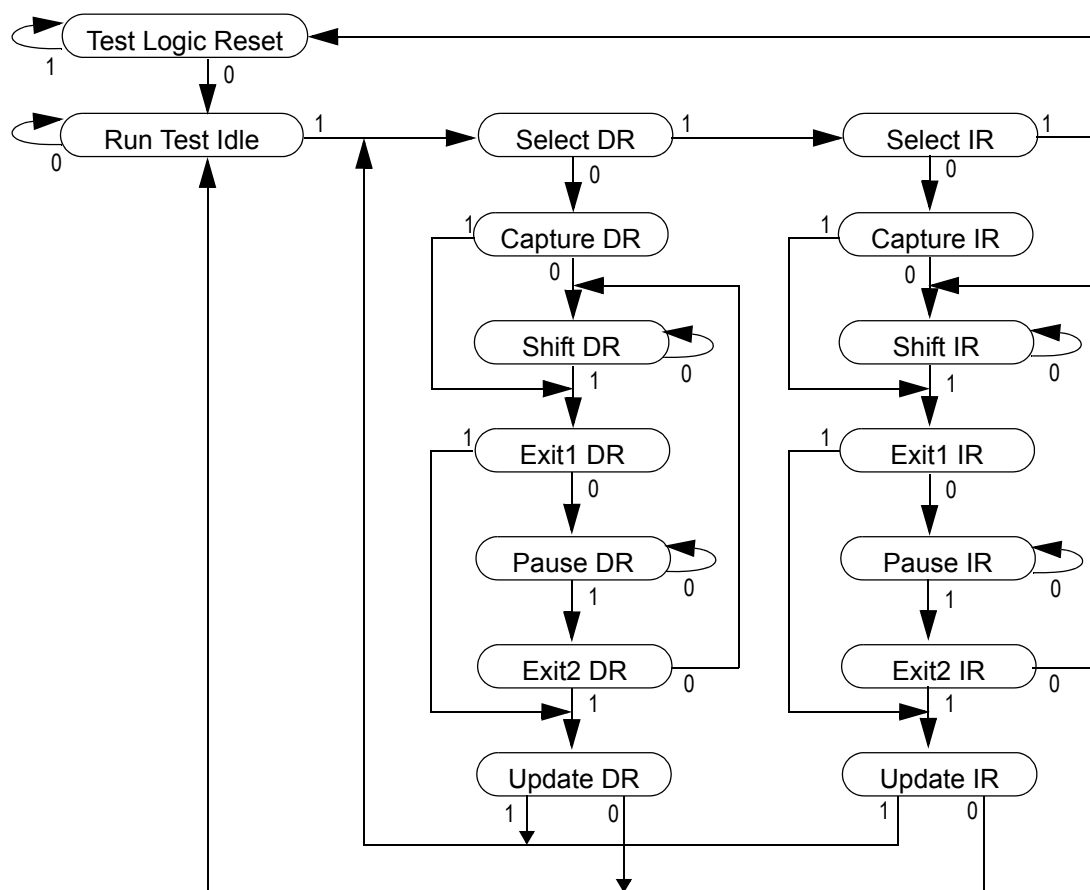 Test Logic Reset
1
0
Run Test Idle
1
Select DR
1
Select IR
1
0
0
0
1
Capture DR
1
Capture IR
0
0
Shift DR
Shift IR
0
0
1
1
1
Exit1 DR
1
Exit1 IR
0
0
Pause DR
Pause IR
0
0
1
1
Exit2 DR
Exit2 IR
0
0
1
1
Update DR
Update IR
1
0
1
0